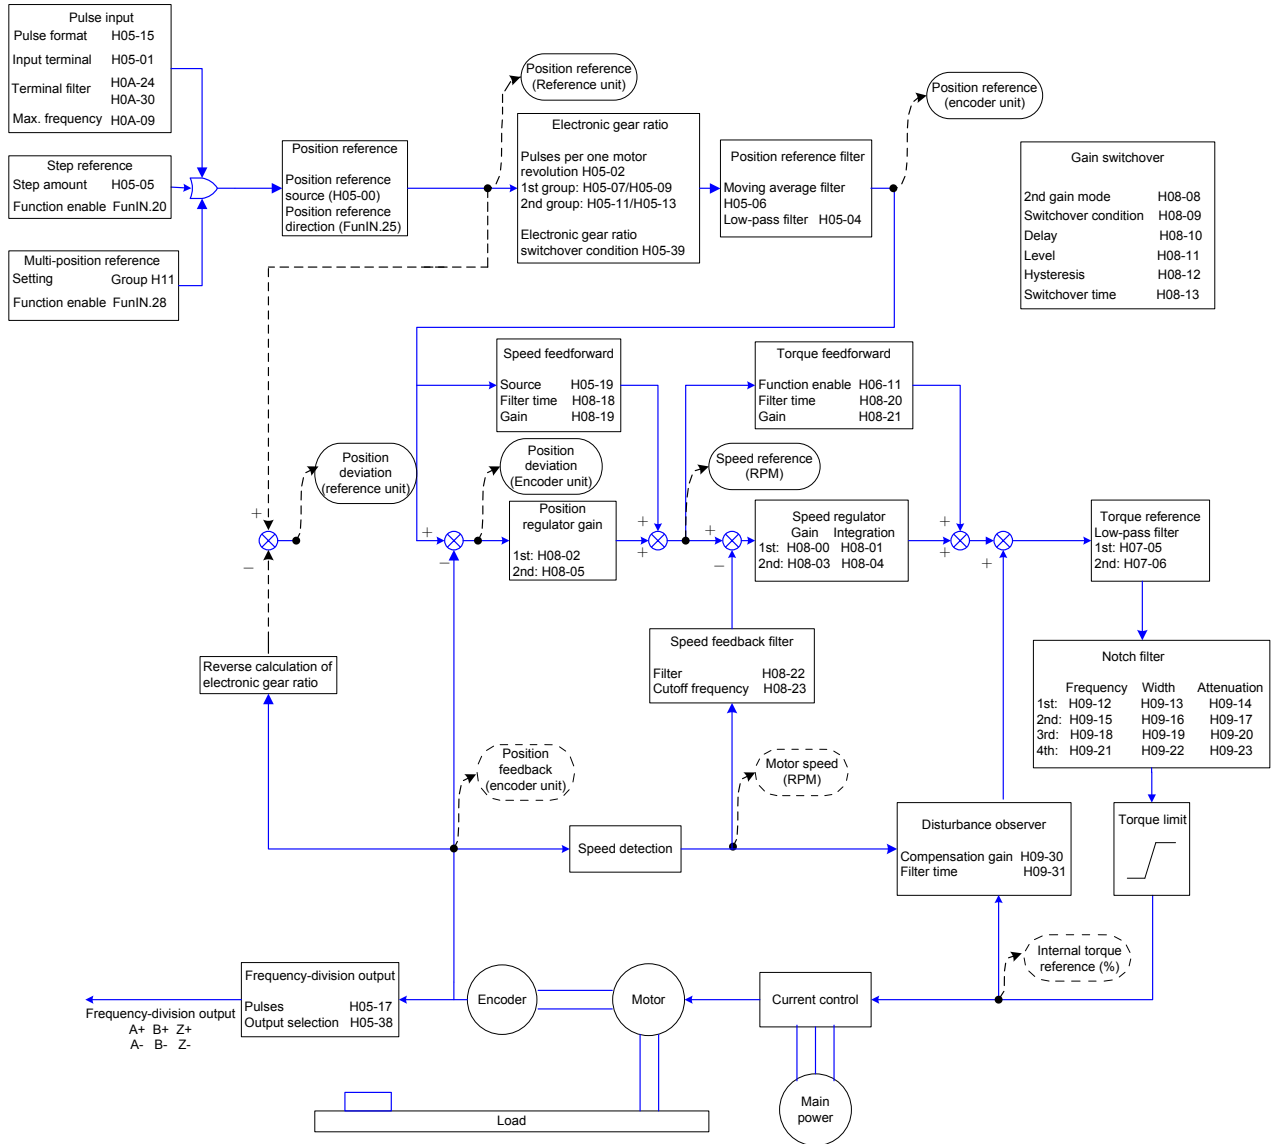 Pulse input
Pulse format H05-15
Input terminal H05-01
Terminal filter H0A-24
H0A-30
Max. frequency H0A-09
Step reference
Step amount H05-05
Function enable FunIN.20
Multi-position reference
Setting Group H11
Function enable FunIN.28
Position reference
Position reference
source (H05-00)
Position reference
direction (FunIN.25)
Position reference
(Reference unit)
Electronic gear ratio
Pulses per one motor
revolution H05-02
1st group: H05-07/H05-09
2nd group: H05-11/H05-13
Electronic gear ratio
switchover condition H05-39
Position reference filter
Moving average filter
H05-06
Low-pass filter H05-04
Position reference
(encoder unit)
Gain switchover
2nd gain mode H08-08
Switchover condition H08-09
Delay H08-10
Level H08-11
Hysteresis H08-12
Switchover time H08-13
Speed feedforward
Source H05-19
Filter time H08-18
Gain H08-19
Torque feedforward
Function enable H06-11
Filter time H08-20
Gain H08-21
Position
deviation
(reference unit)
Position
deviation
(Encoder unit)
Speed reference
(RPM)
+
−
+
−
Position
regulator gain
1st: H08-02
2nd: H08-05
+
+
+
−
Speed regulator
Gain Integration
1st: H08-00 H08-01
2nd: H08-03 H08-04
+
+
+
Torque reference
Low-pass filter
1st: H07-05
2nd: H07-06
Reverse calculation of
electronic gear ratio
Speed feedback filter
Filter H08-22
Cutoff frequency H08-23
Notch filter
Frequency Width Attenuation
1st: H09-12 H09-13 H09-14
2nd: H09-15 H09-16 H09-17
3rd: H09-18 H09-19 H09-20
4th: H09-21 H09-22 H09-23
Position
feedback
(encoder unit)
Motor speed
(RPM)
Speed detection
Disturbance observer
Compensation gain H09-30
Filter time H09-31
Torque limit
Internal torque
reference (%)
Frequency-division output
Pulses H05-17
Output selection H05-38
Encoder
Motor
Current control
Frequency-division output
A+ B+ Z+
A- B- Z-
Main
power
Load